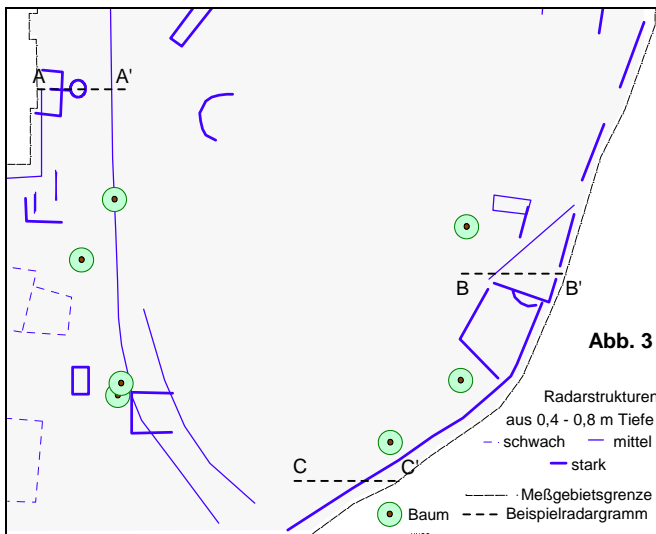 A A'
B B'
Abb. 3
Radarstrukturen
aus 0,4 - 0,8 m Tiefe
schwach mittel
stark
C C'
Meßgebietsgrenze
Baum Beispielradargramm